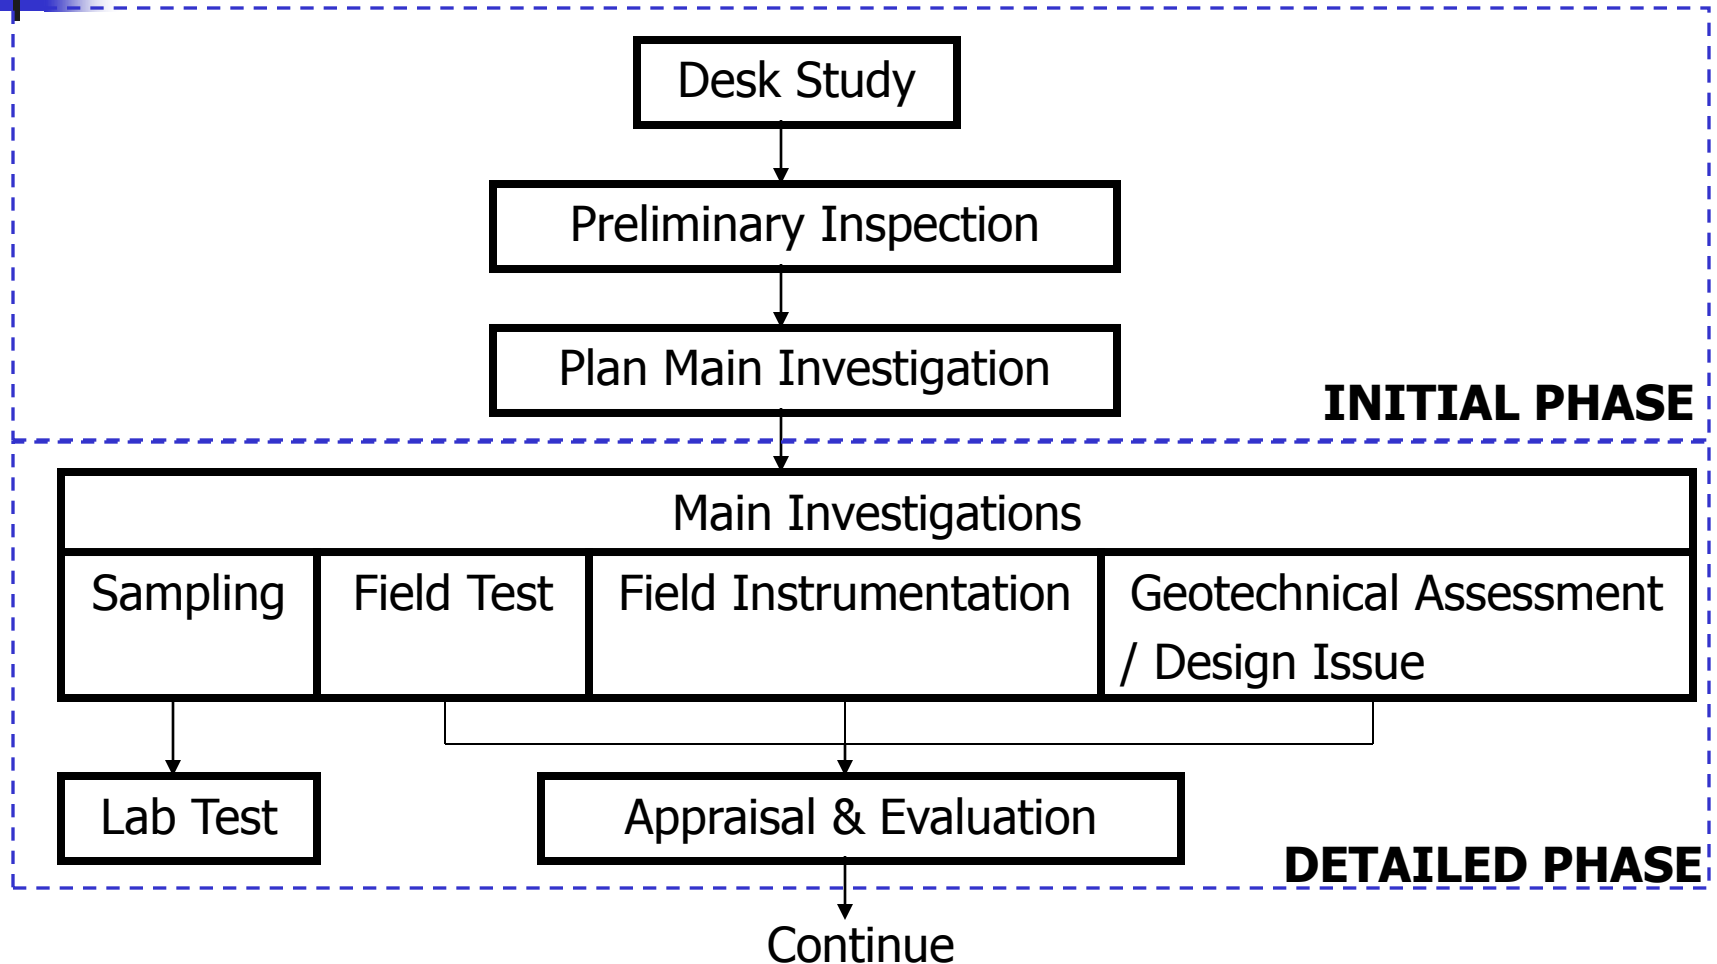 Desk Study
Preliminary Inspection
Plan Main Investigation
INITIAL PHASE
Main Investigations
Sampling
Field Test
Field Instrumentation
Geotechnical Assessment
/ Design Issue
Lab Test
Appraisal & Evaluation
DETAILED PHASE
Continue